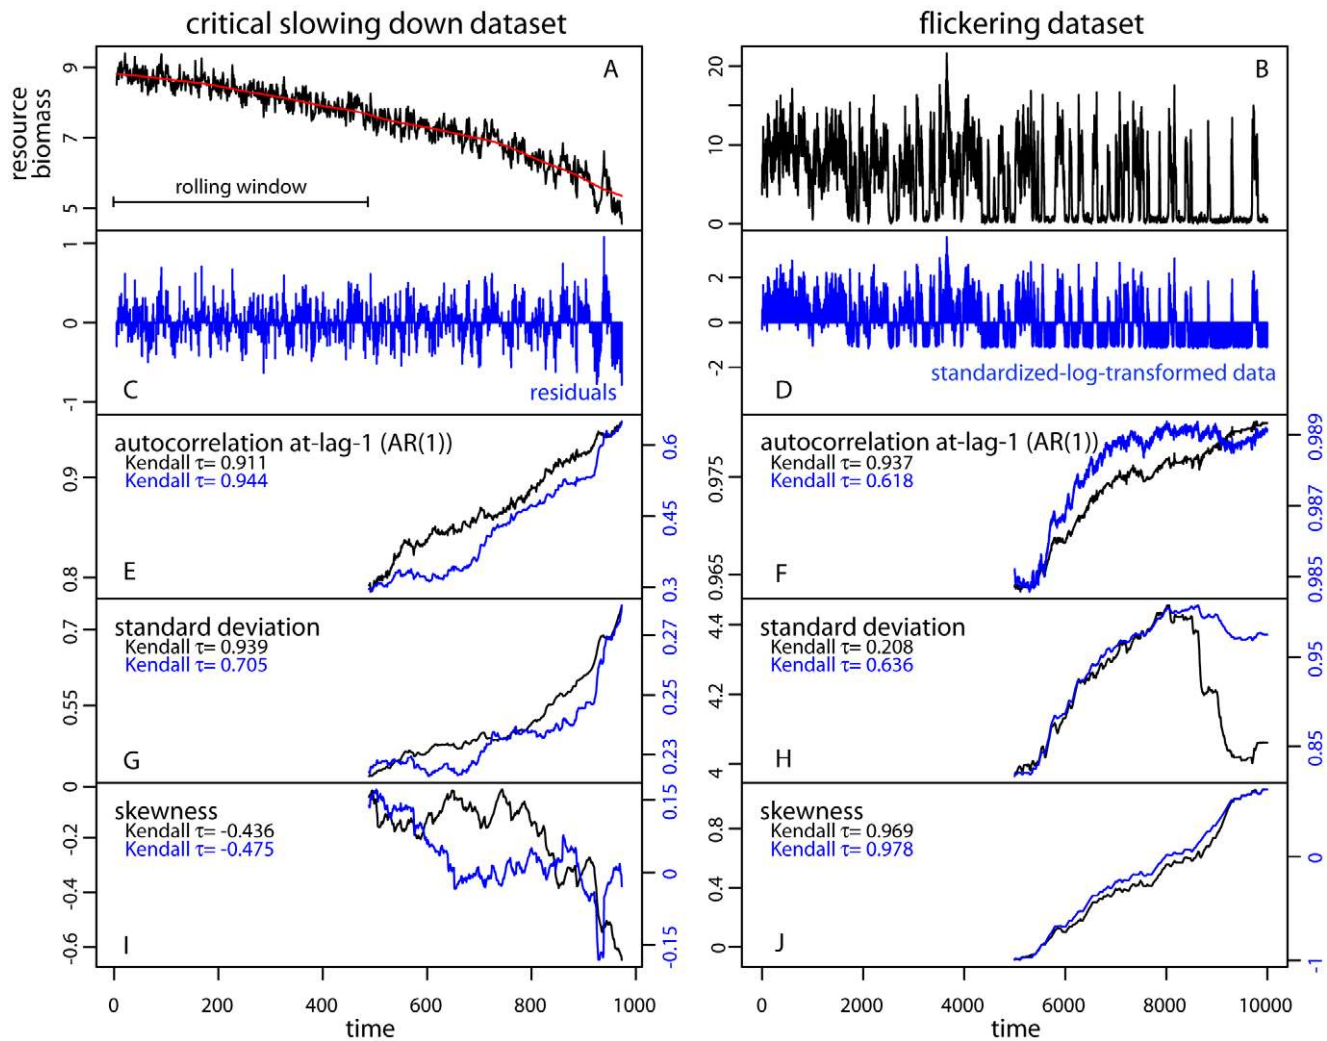 critical slowing down dataset
flickering dataset
resource
biomass
9
7
5
A
rolling window
20
10
0
B
1
0
-1
C
residuals
2
0
-2
D
standardized-log-transformed data
autocorrelation at-lag-1 (AR(1))
Kendall τ= 0.911
Kendall τ= 0.944
0.9
0.8
E
0.6
0.45
0.3
autocorrelation at-lag-1 (AR(1))
Kendall τ= 0.937
Kendall τ= 0.618
0.975
0.965
F
0.989
0.987
0.985
standard deviation
Kendall τ= 0.939
Kendall τ= 0.705
0.7
0.55
G
0.27
0.25
0.23
standard deviation
Kendall τ= 0.208
Kendall τ= 0.636
4.4
4.2
4
H
0.95
0.85
skewness
Kendall τ= -0.436
Kendall τ= -0.475
0
-0.2
-0.4
-0.6
I
0.15
0
-0.15
skewness
Kendall τ= 0.969
Kendall τ= 0.978
0.8
0.4
0
J
0
-1
0 200 400 600 800 1000
time
0 2000 4000 6000 8000 10000
time